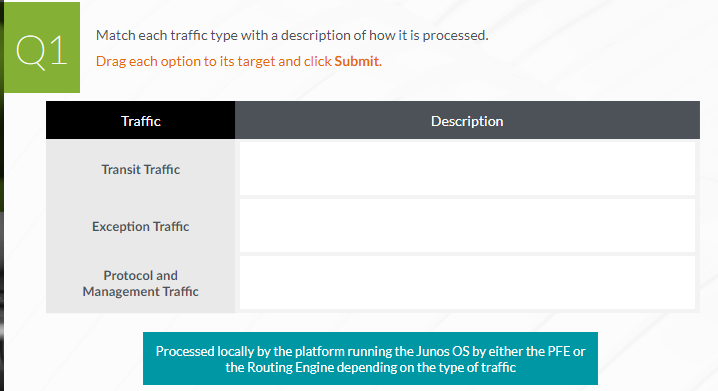 Q1
Match each traffic type with a description of how it is processed.
Drag each option to its target and click Submit.
Traffic
Description
Transit Traffic
Exception Traffic
Protocol and
Management Traffic
Processed locally by the platform running the Junos OS by either the PFE or
the Routing Engine depending on the type of traffic